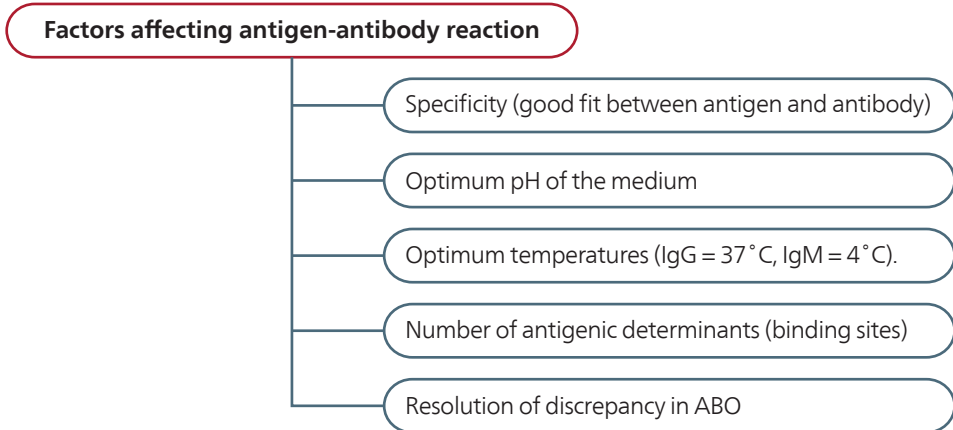 Factors affecting antigen-antibody reaction
Specificity (good fit between antigen and antibody)
Optimum pH of the medium
Optimum temperatures (IgG = 37˚C, IgM = 4˚C).
Number of antigenic determinants (binding sites)
Resolution of discrepancy in ABO